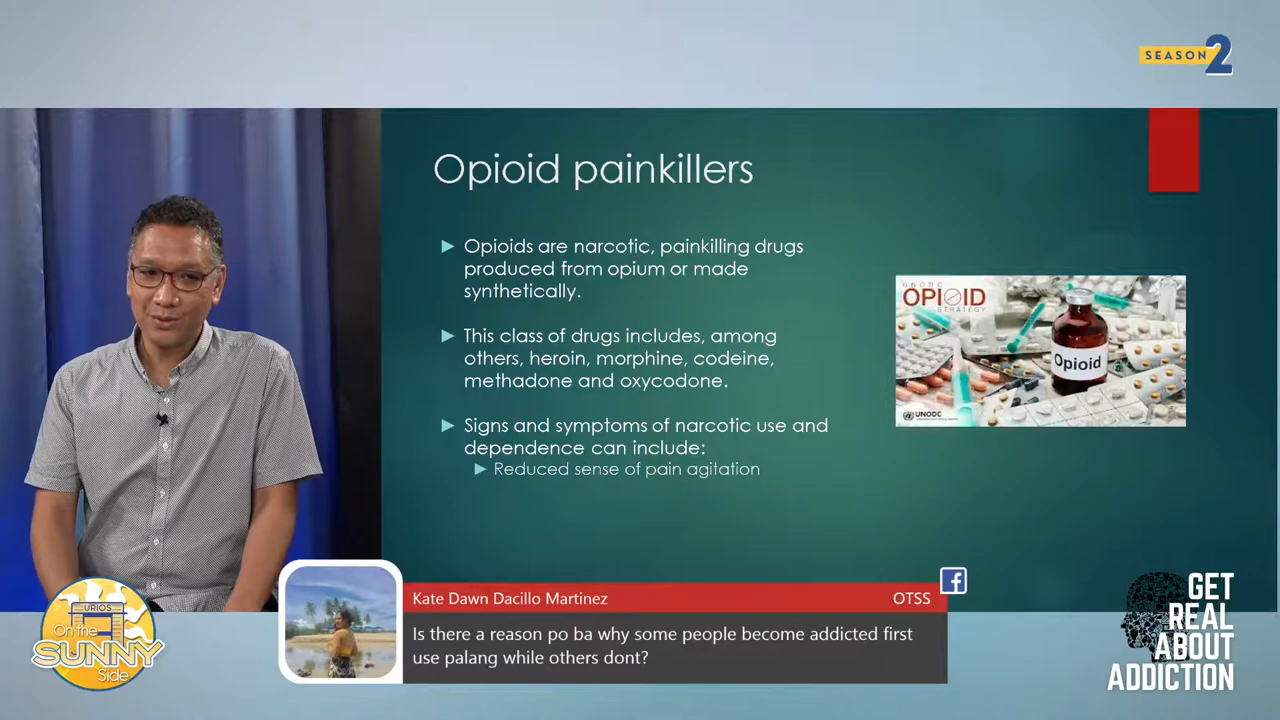 SEASON 2
Opioid painkillers
Opioids are narcotic, painkilling drugs
produced from opium or made
synthetically.
This class of drugs includes, among
others, heroin, morphine, codeine,
methadone and oxycodone.
Signs and symptoms of narcotic use and
dependence can include:
Reduced sense of pain agitation
UNODC
OPIOID
STRATEGY
Opioid
UNODC
Kate Dawn Dacillo Martinez
OTSS
Is there a reason po ba why some people become addicted first
use palang while others dont?
URIOS
On the
SUNNY
Side
GET
REAL
ABOUT
ADDICTION